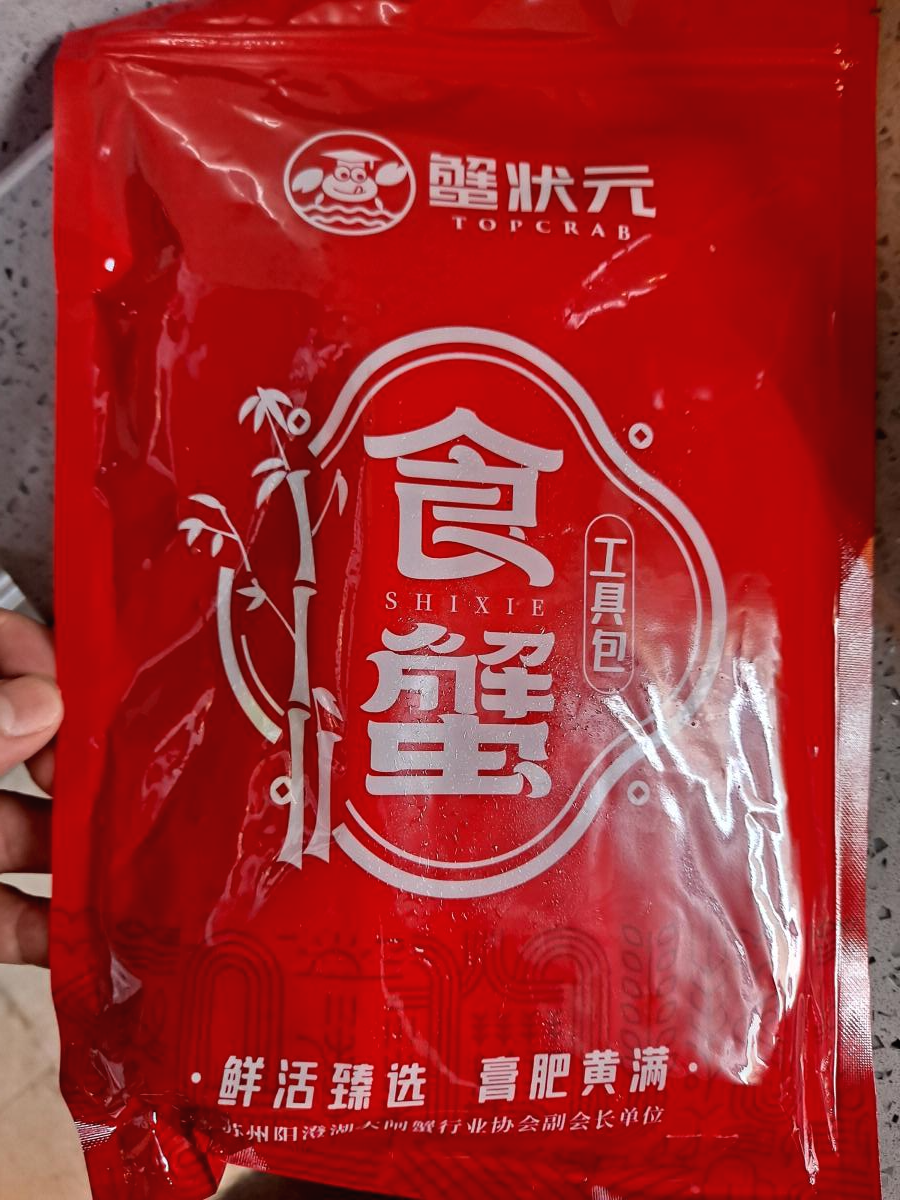 蟹状元
TOPCRAB
食
SHIXIE
蟹
工具包
·鲜活臻选 膏肥黄满·
苏州阳澄湖大闸蟹行业协会副会长单位